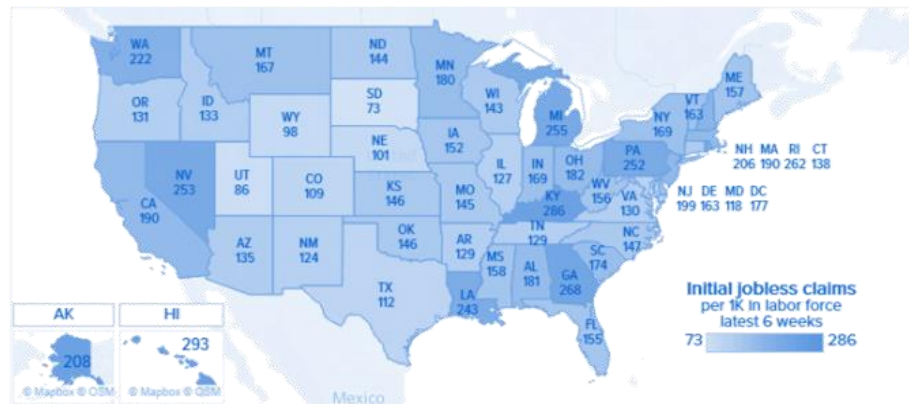 WA
222
MT
167
ND
144
MN
180
OR
131
ID
133
WY
98
SD
73
WI
143
MI
255
ME
157
VT
163
NY
169
NH MA RI CT
206 190 262 138
NE
101
IA
152
IL
127
IN
169
OH
182
PA
252
NJ DE MD DC
199 163 118 177
NV
253
UT
86
CO
109
KS
146
MO
145
KY
286
WV
156
VA
130
CA
190
AZ
135
NM
124
OK
146
AR
129
TN
129
NC
147
SC
174
TX
112
LA
243
MS
158
AL
181
GA
268
FL
155
Initial jobless claims
per 1K in labor force
latest 6 weeks
73 286
AK
208
© Mapbox © OSM
HI
293
© Mapbox © OSM
Mexico